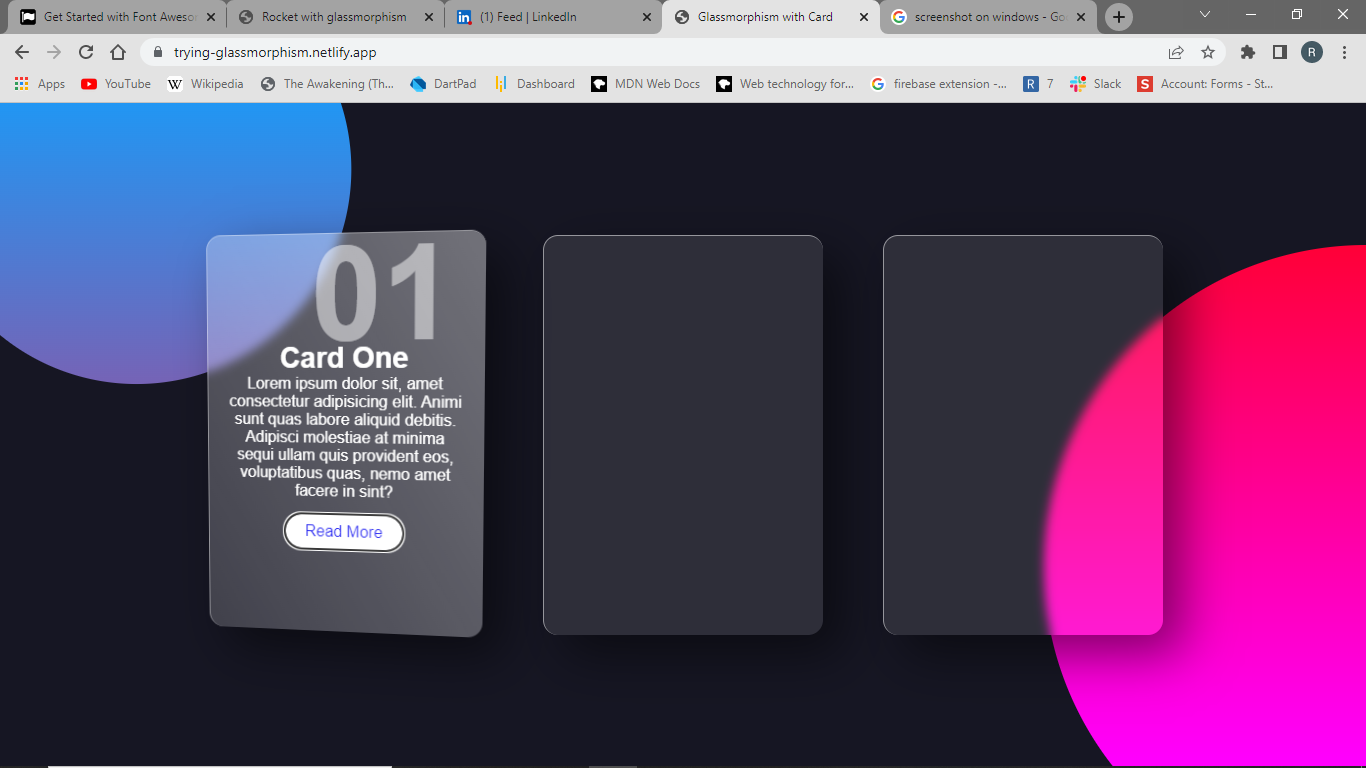 Get Started with Font Aweson
Rocket with glassmorphism
(1) Feed | LinkedIn
Glassmorphism with Card
screenshot on windows - Goo
trying-glassmorphism.netlify.app
R
Apps
YouTube
W Wikipedia
The Awakening (Th...
DartPad
Dashboard
MDN Web Docs
Web technology for...
firebase extension -...
R 7
Slack
S Account: Forms - St...
01
Card One
Lorem ipsum dolor sit, amet
consectetur adipisicing elit. Animi
sunt quas labore aliquid debitis.
Adipisci molestiae at minima
sequi ullam quis provident eos,
voluptatibus quas, nemo amet
facere in sint?
Read More